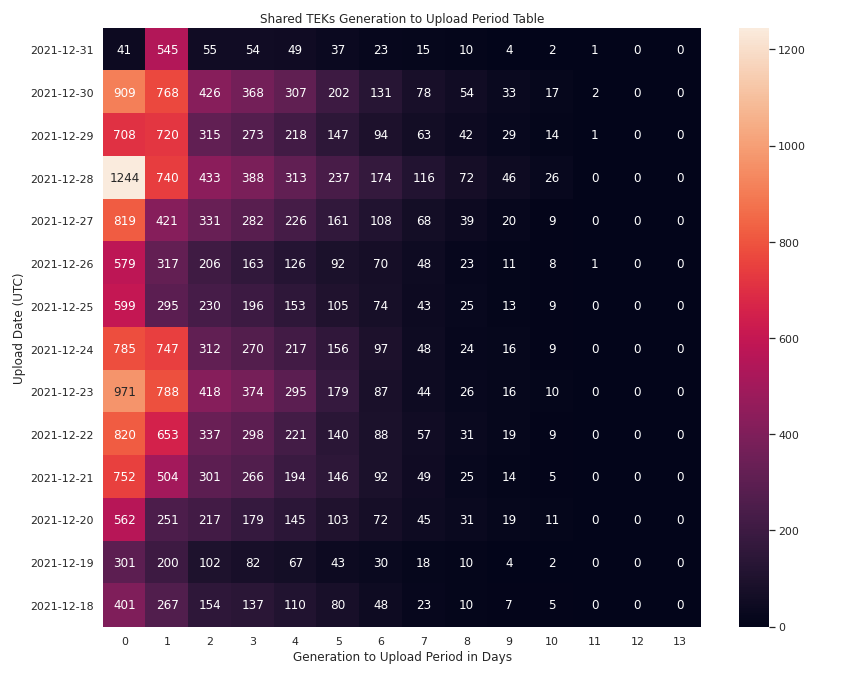 Shared TEKs Generation to Upload Period Table
Upload Date (UTC)
2021-12-31 41 545 55 54 49 37 23 15 10 4 2 1 0 0
2021-12-30 909 768 426 368 307 202 131 78 54 33 17 2 0 0
2021-12-29 708 720 315 273 218 147 94 63 42 29 14 1 0 0
2021-12-28 1244 740 433 388 313 237 174 116 72 46 26 0 0 0
2021-12-27 819 421 331 282 226 161 108 68 39 20 9 0 0 0
2021-12-26 579 317 206 163 126 92 70 48 23 11 8 1 0 0
2021-12-25 599 295 230 196 153 105 74 43 25 13 9 0 0 0
2021-12-24 785 747 312 270 217 156 97 48 24 16 9 0 0 0
2021-12-23 971 788 418 374 295 179 87 44 26 16 10 0 0 0
2021-12-22 820 653 337 298 221 140 88 57 31 19 9 0 0 0
2021-12-21 752 504 301 266 194 146 92 49 25 14 5 0 0 0
2021-12-20 562 251 217 179 145 103 72 45 31 19 11 0 0 0
2021-12-19 301 200 102 82 67 43 30 18 10 4 2 0 0 0
2021-12-18 401 267 154 137 110 80 48 23 10 7 5 0 0 0
0 1 2 3 4 5 6 7 8 9 10 11 12 13
Generation to Upload Period in Days
1200
1000
800
600
400
200
0